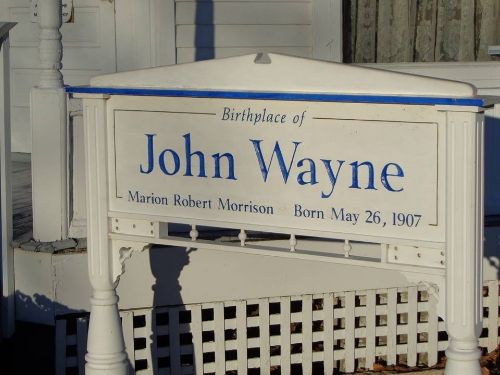 Birthplace of
John Wayne
Marion Robert Morrison Born May 26, 1907